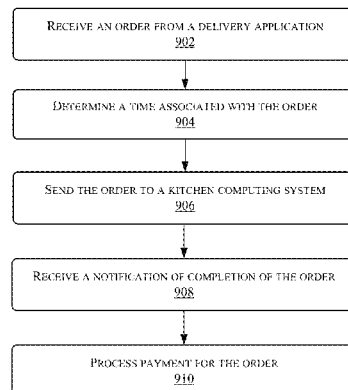 RECEIVE AN ORDER FROM A DELIVERY APPLICATION
902
DETERMINE A TIME ASSOCIATED WITH THE ORDER
904
SEND THE ORDER TO A KITCHEN COMPUTING SYSTEM
906
RECEIVE A NOTIFICATION OF COMPLETION OF THE ORDER
908
PROCESS PAYMENT FOR THE ORDER
910